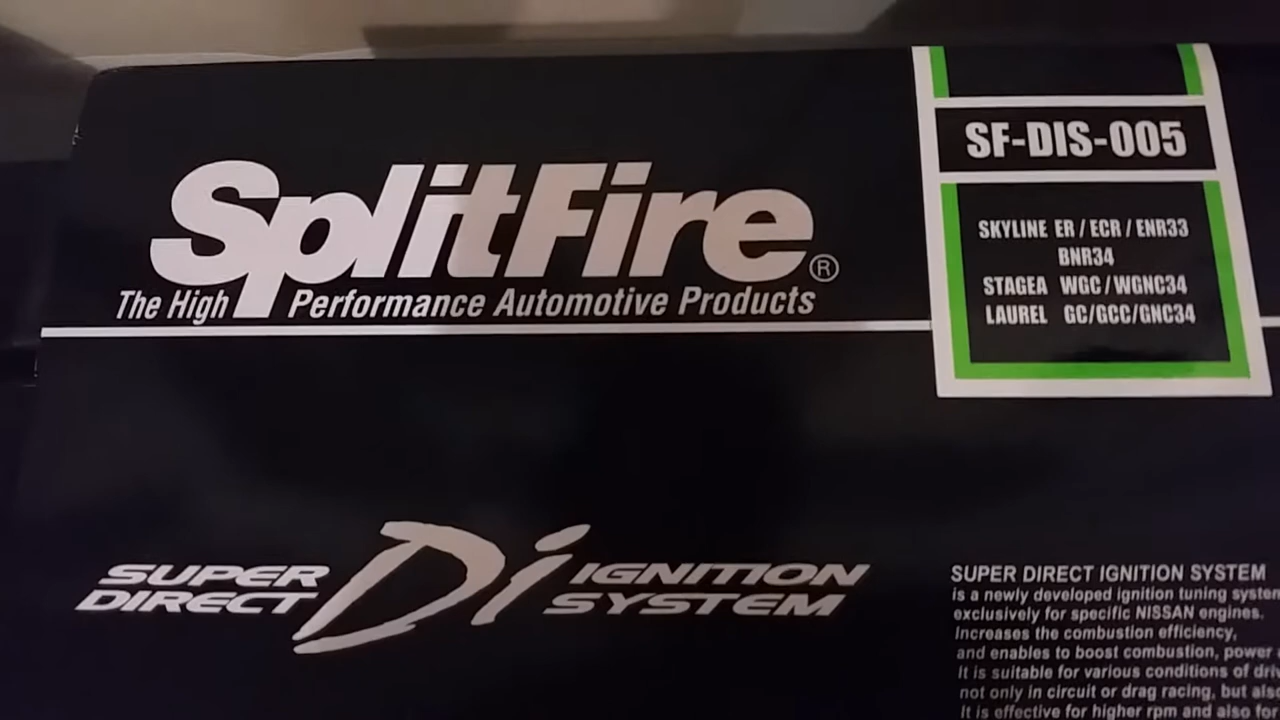 SplitFire®
The High Performance Automotive Products
SF-DIS-005
SKYLINE ER / ECR / ENR33
BNR34
STAGEA WGC / WGNC34
LAUREL GC/GCC/GNC34
SUPER DIRECT Di IGNITION SYSTEM
SUPER DIRECT IGNITION SYSTEM
is a newly developed ignition tuning system
exclusively for specific NISSAN engines.
Increases the combustion efficiency,
and enables to boost combustion, power
It is suitable for various conditions of
not only in circuit or drag racing, but
It is effective for higher rpm and also for